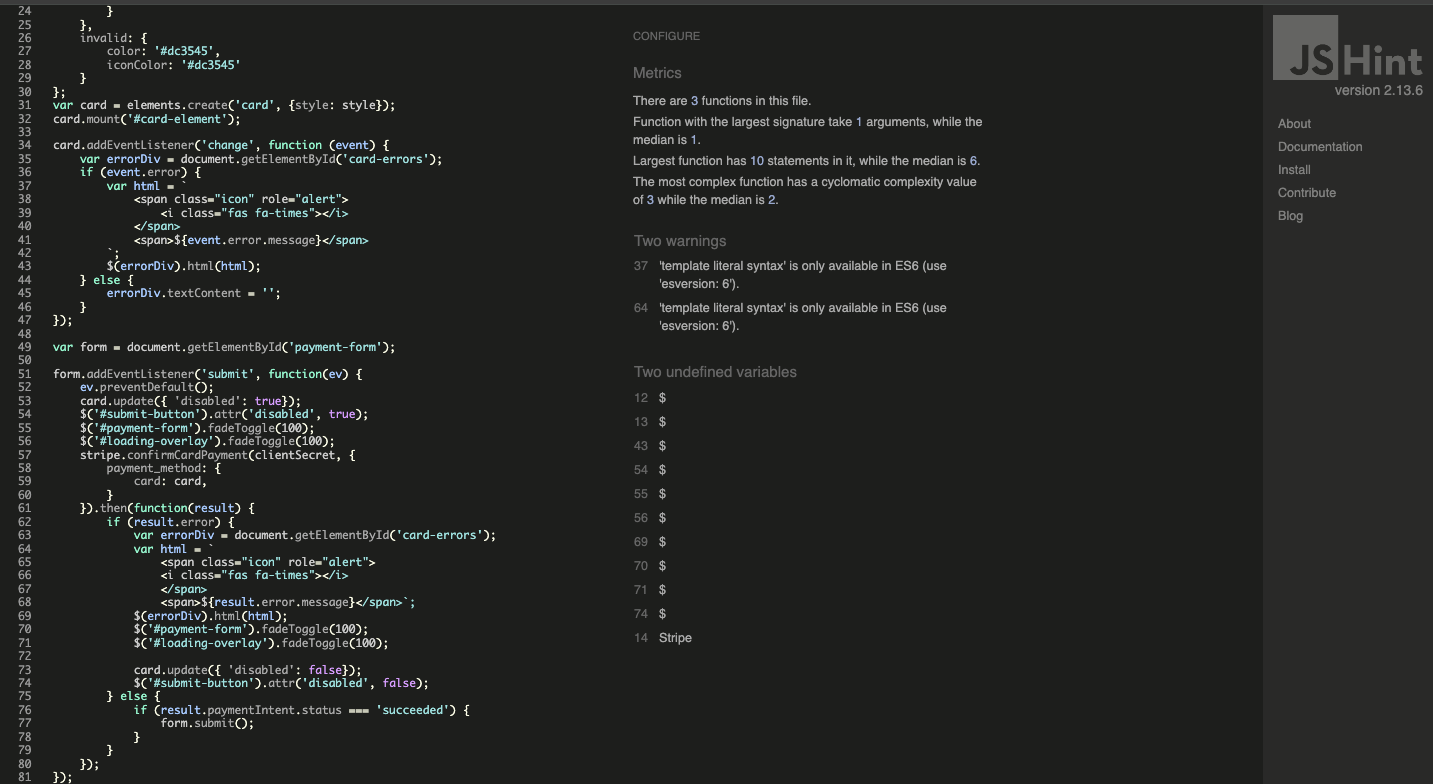 24 }
25 },
26 invalid: {
27 color: '#dc3545',
28 iconColor: '#dc3545'
29 }
30 };
31 var card = elements.create('card', {style: style});
32 card.mount('#card-element');
33
34 card.addEventListener('change', function (event) {
35 var errorDiv = document.getElementById('card-errors');
36 if (event.error) {
37 var html = `
38 <span class="icon" role="alert">
39 <i class="fas fa-times"></i>
40 </span>
41 <span>${event.error.message}</span>
42 `;
43 $(errorDiv).html(html);
44 } else {
45 errorDiv.textContent = '';
46 }
47 });
48
49 var form = document.getElementById('payment-form');
50
51 form.addEventListener('submit', function(ev) {
52 ev.preventDefault();
53 card.update({ 'disabled': true});
54 $('#submit-button').attr('disabled', true);
55 $('#payment-form').fadeToggle(100);
56 $('#loading-overlay').fadeToggle(100);
57 stripe.confirmCardPayment(clientSecret, {
58 payment_method: {
59 card: card,
60 }
61 }).then(function(result) {
62 if (result.error) {
63 var errorDiv = document.getElementById('card-errors');
64 var html = `
65 <span class="icon" role="alert">
66 <i class="fas fa-times"></i>
67 </span>
68 <span>${result.error.message}</span>`;
69 $(errorDiv).html(html);
70 $('#payment-form').fadeToggle(100);
71 $('#loading-overlay').fadeToggle(100);
72
73 card.update({ 'disabled': false});
74 $('#submit-button').attr('disabled', false);
75 } else {
76 if (result.paymentIntent.status === 'succeeded') {
77 form.submit();
78 }
79 }
80 });
81 });
CONFIGURE
Metrics
There are 3 functions in this file.
Function with the largest signature take 1 arguments, while the
median is 1.
Largest function has 10 statements in it, while the median is 6.
The most complex function has a cyclomatic complexity value
of 3 while the median is 2.
Two warnings
37 'template literal syntax' is only available in ES6 (use
'esversion: 6').
64 'template literal syntax' is only available in ES6 (use
'esversion: 6').
Two undefined variables
12 $
13 $
43 $
54 $
55 $
56 $
69 $
70 $
71 $
74 $
14 Stripe
JSHint
version 2.13.6
About
Documentation
Install
Contribute
Blog